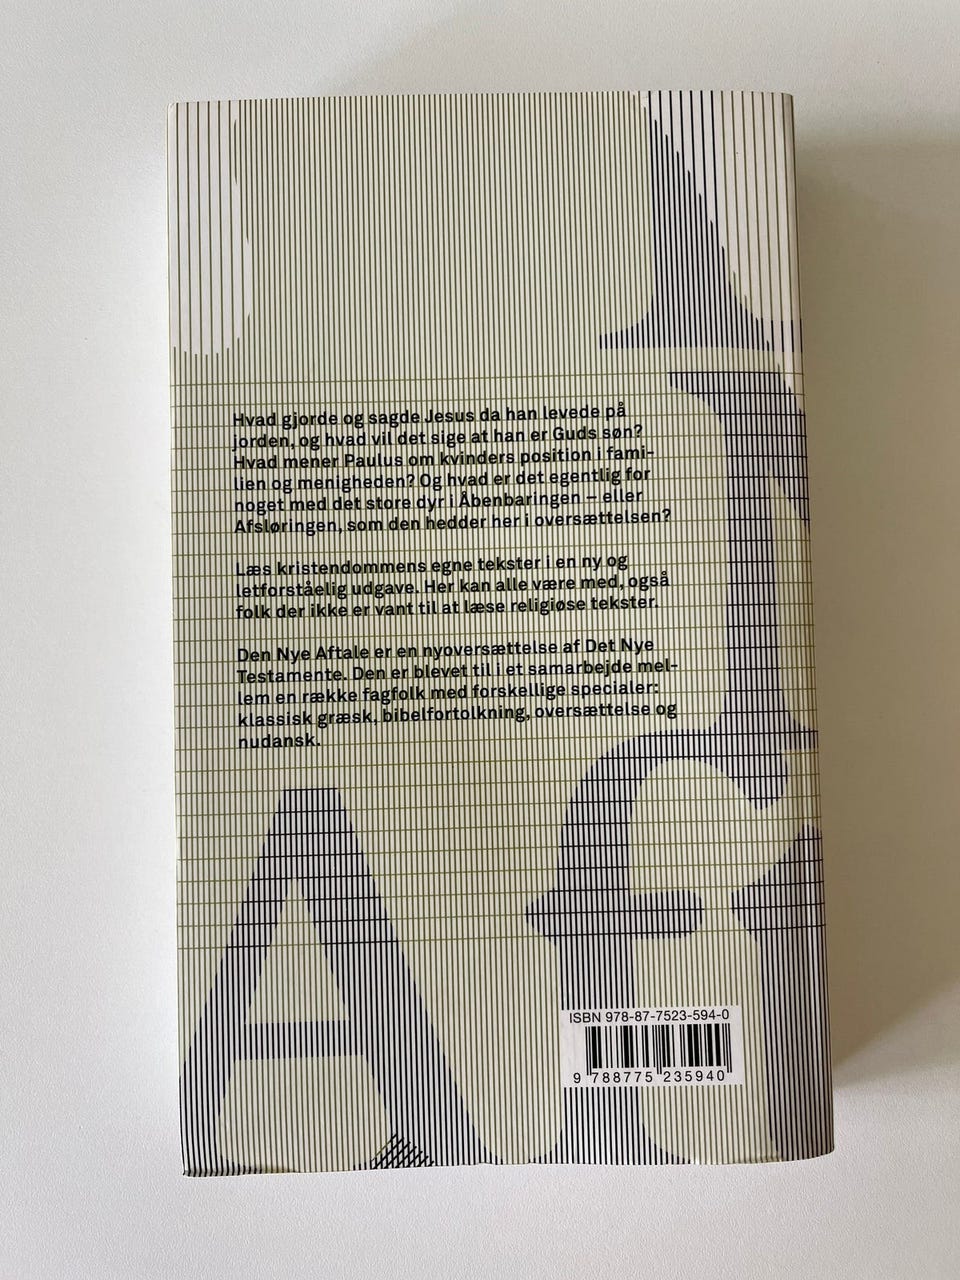 Hvad gjorde og sagde Jesus da han levede på
jorden, og hvad vil det sige at han er Guds søn?
Hvad mener Paulus om kvinders position i fami-
lien og menigheden? Og hvad er det egentlig for
noget med det store dyr i Åbenbaringen – eller
Afsløringen, som den hedder her i oversættelsen?
Læs kristendommens egne tekster i en ny og
letforståelig udgave. Her kan alle være med, også
folk der ikke er vant til at læse religiøse tekster.
Den Nye Aftale er en nyoversættelse af Det Nye
Testamente. Den er blevet til i et samarbejde mel-
lem en række fagfolk med forskellige specialer:
klassisk græsk, bibelfortolkning, oversættelse og
nudansk.
Af
ISBN 978-87-7523-594-0
9 788775 235940